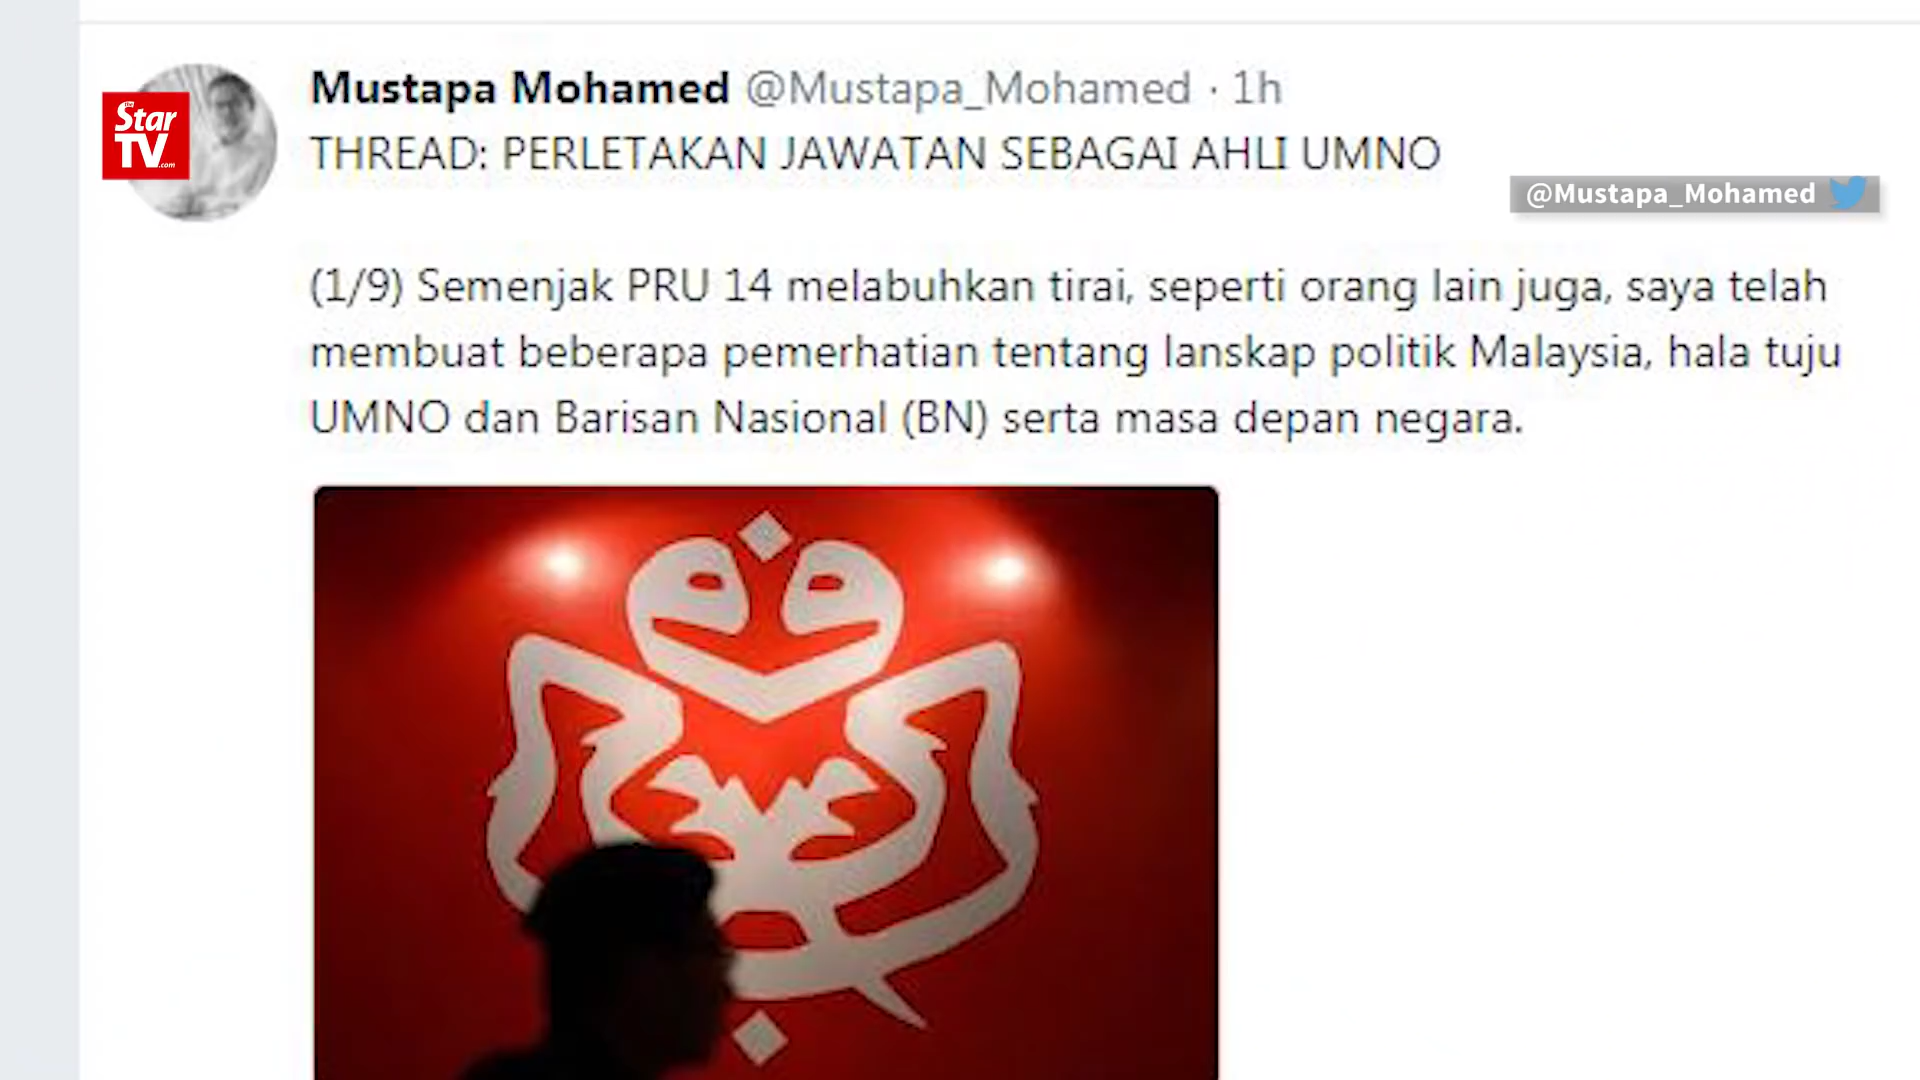 Mustapa Mohamed @Mustapa_Mohamed · 1h
THREAD: PERLETAKAN JAWATAN SEBAGAI AHLI UMNO
The Star
TV.com
@Mustapa_Mohamed
(1/9) Semenjak PRU 14 melabuhkan tirai, seperti orang lain juga, saya telah
membuat beberapa pemerhatian tentang lanskap politik Malaysia, hala tuju
UMNO dan Barisan Nasional (BN) serta masa depan negara.